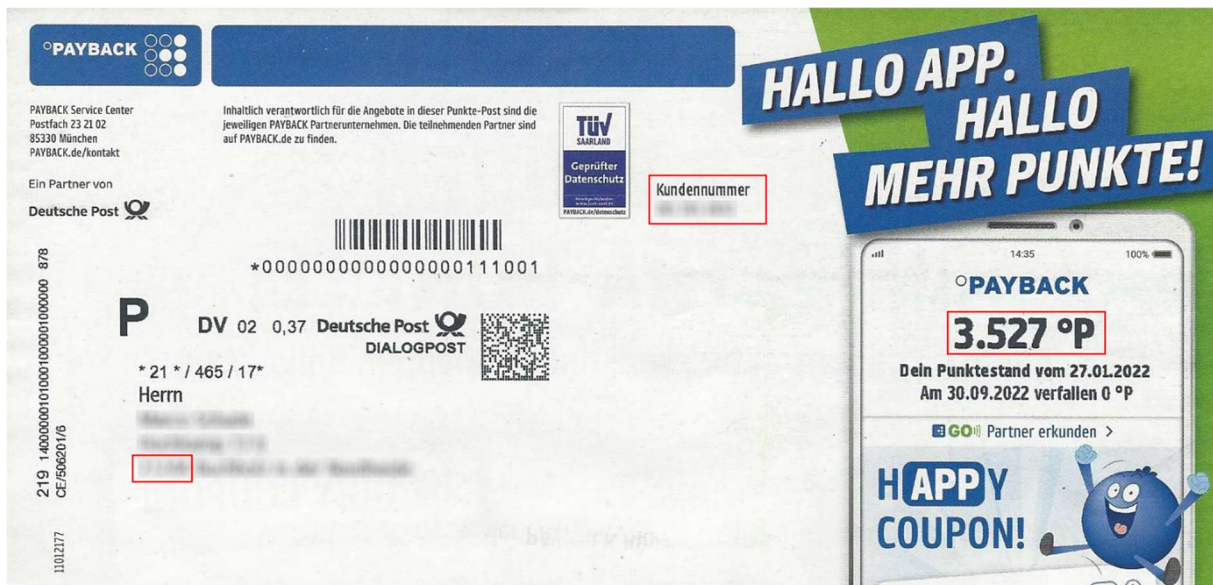 °PAYBACK
PAYBACK Service Center
Postfach 23 21 02
85330 München
PAYBACK.de/kontakt
Ein Partner von
Deutsche Post
Inhaltlich verantwortlich für die Angebote in dieser Punkte-Post sind die
jeweiligen PAYBACK Partnerunternehmen. Die teilnehmenden Partner sind
auf PAYBACK.de zu finden.
TÜV
SAARLAND
Geprüfter
Datenschutz
PAYBACK.de/datenschutz
Kundennummer
*00000000000000000111001
P
DV 02 0,37 Deutsche Post
DIALOGPOST
* 21 * / 465 / 17*
Herrn
219 1400000010100010100001000001000000 878
CE/506201/6
11012177
HALLO APP.
HALLO
MEHR PUNKTE!
14:35 100%
°PAYBACK
3.527 °P
Dein Punktestand vom 27.01.2022
Am 30.09.2022 verfallen 0 °P
GO Partner erkunden >
HAPPY
COUPON!